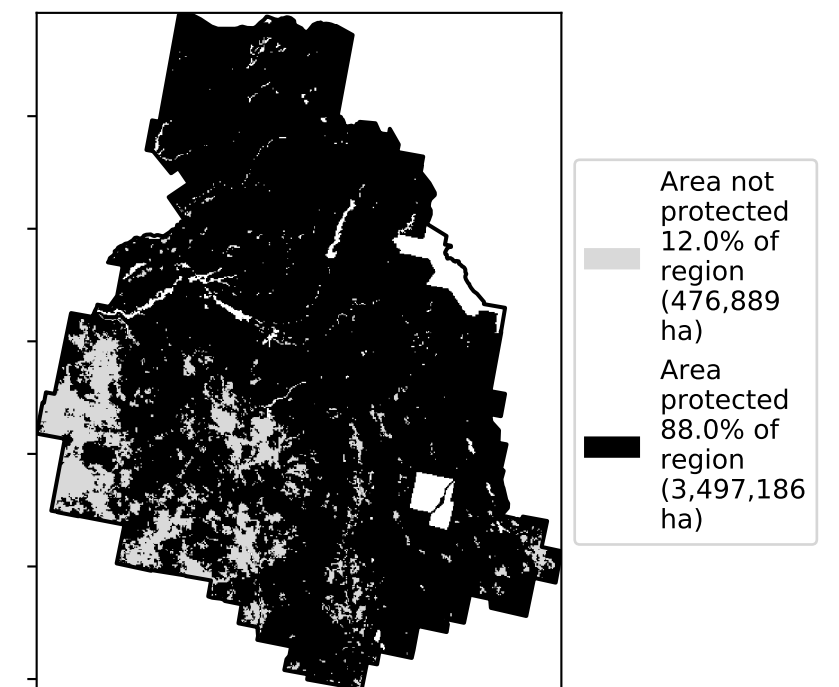 Area not
protected
12.0% of
region
(476,889
ha)
Area
protected
88.0% of
region
(3,497,186
ha)